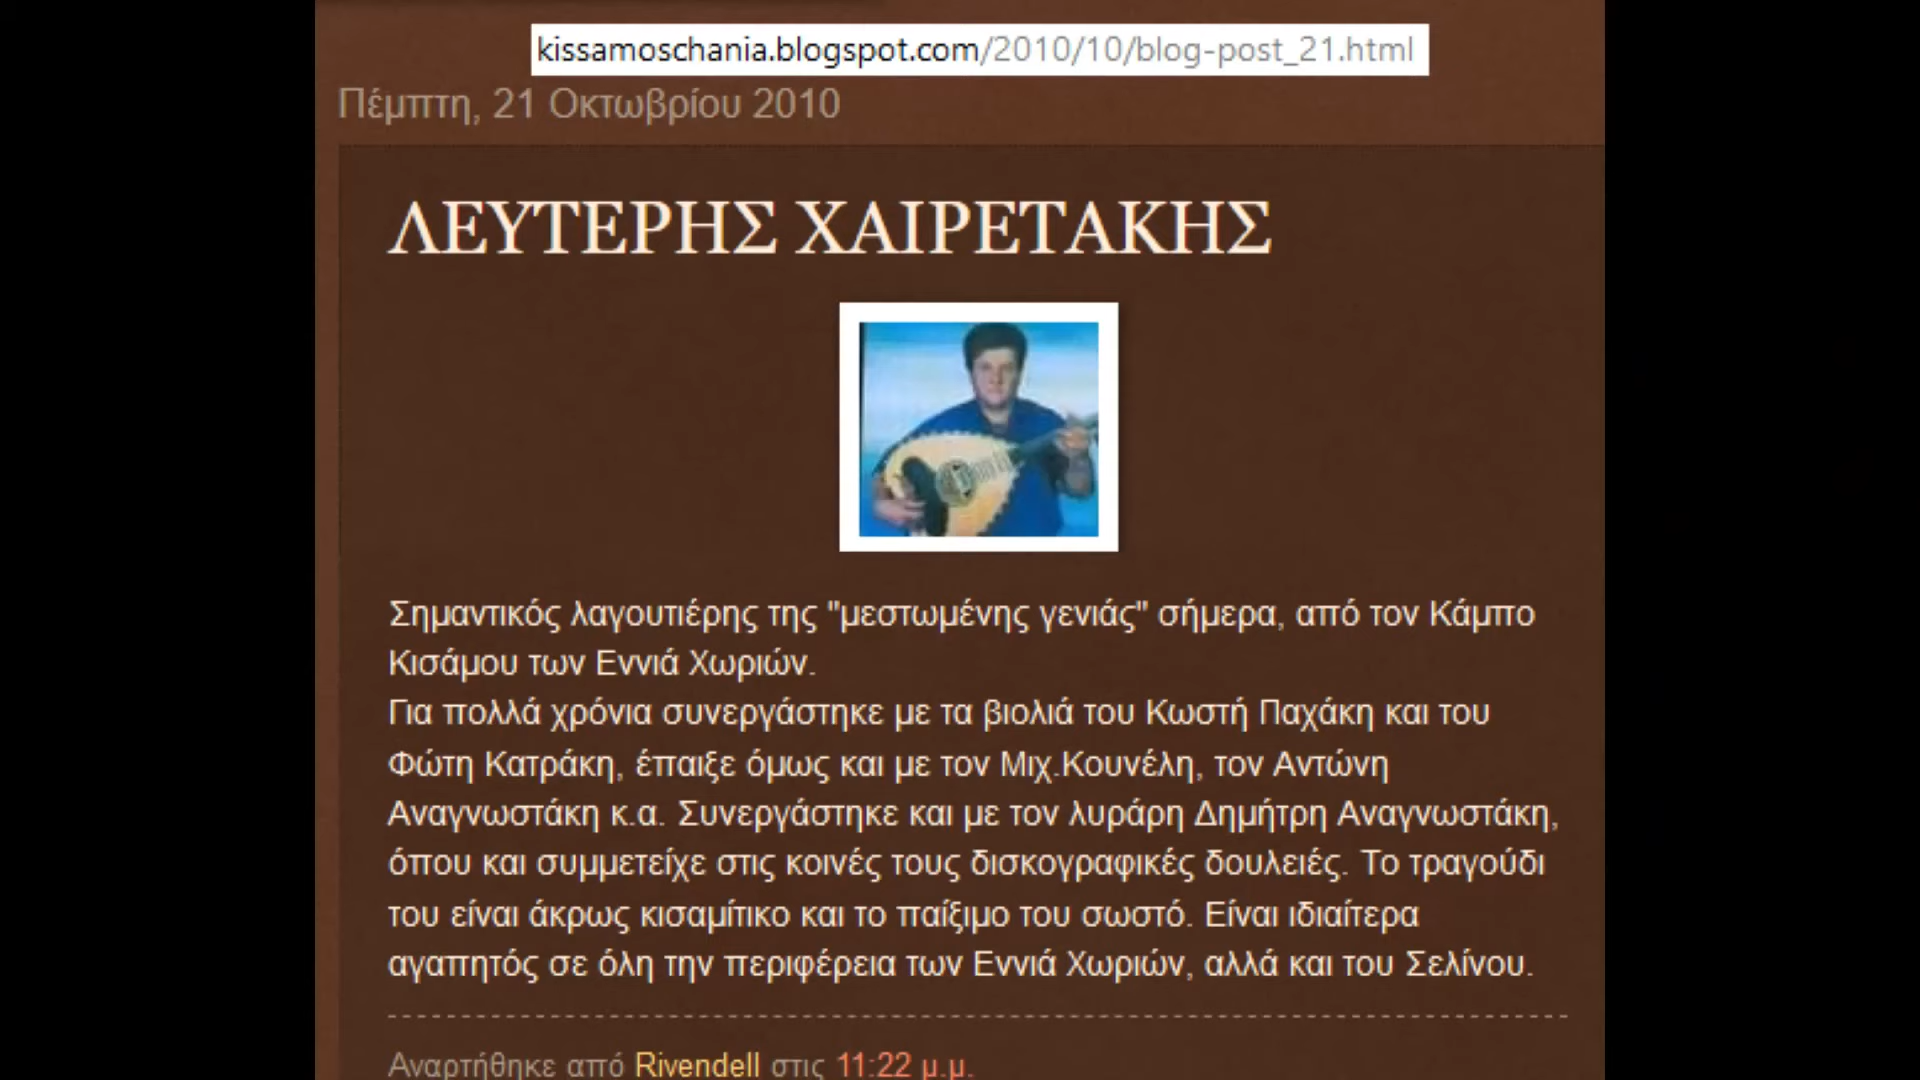 kissamoschania.blogspot.com/2010/10/blog-post_21.html
Πέμπτη, 21 Οκτωβρίου 2010
ΛΕΥΤΕΡΗΣ ΧΑΙΡΕΤΑΚΗΣ
Σημαντικός λαγουτιέρης της "μεστωμένης γενιάς" σήμερα, από τον Κάμπο
Κισάμου των Εννιά Χωριών.
Για πολλά χρόνια συνεργάστηκε με τα βιολιά του Κωστή Παχάκη και του
Φώτη Κατράκη, έπαιξε όμως και με τον Μιχ.Κουνέλη, τον Αντώνη
Αναγνωστάκη κ.α. Συνεργάστηκε και με τον λυράρη Δημήτρη Αναγνωστάκη,
όπου και συμμετείχε στις κοινές τους δισκογραφικές δουλειές. Το τραγούδι
του είναι άκρως κισαμίτικο και το παίξιμο του σωστό. Είναι ιδιαίτερα
αγαπητός σε όλη την περιφέρεια των Εννιά Χωριών, αλλά και του Σελίνου.
Αναρτήθηκε από Rivendell στις 11:22 μ.μ.